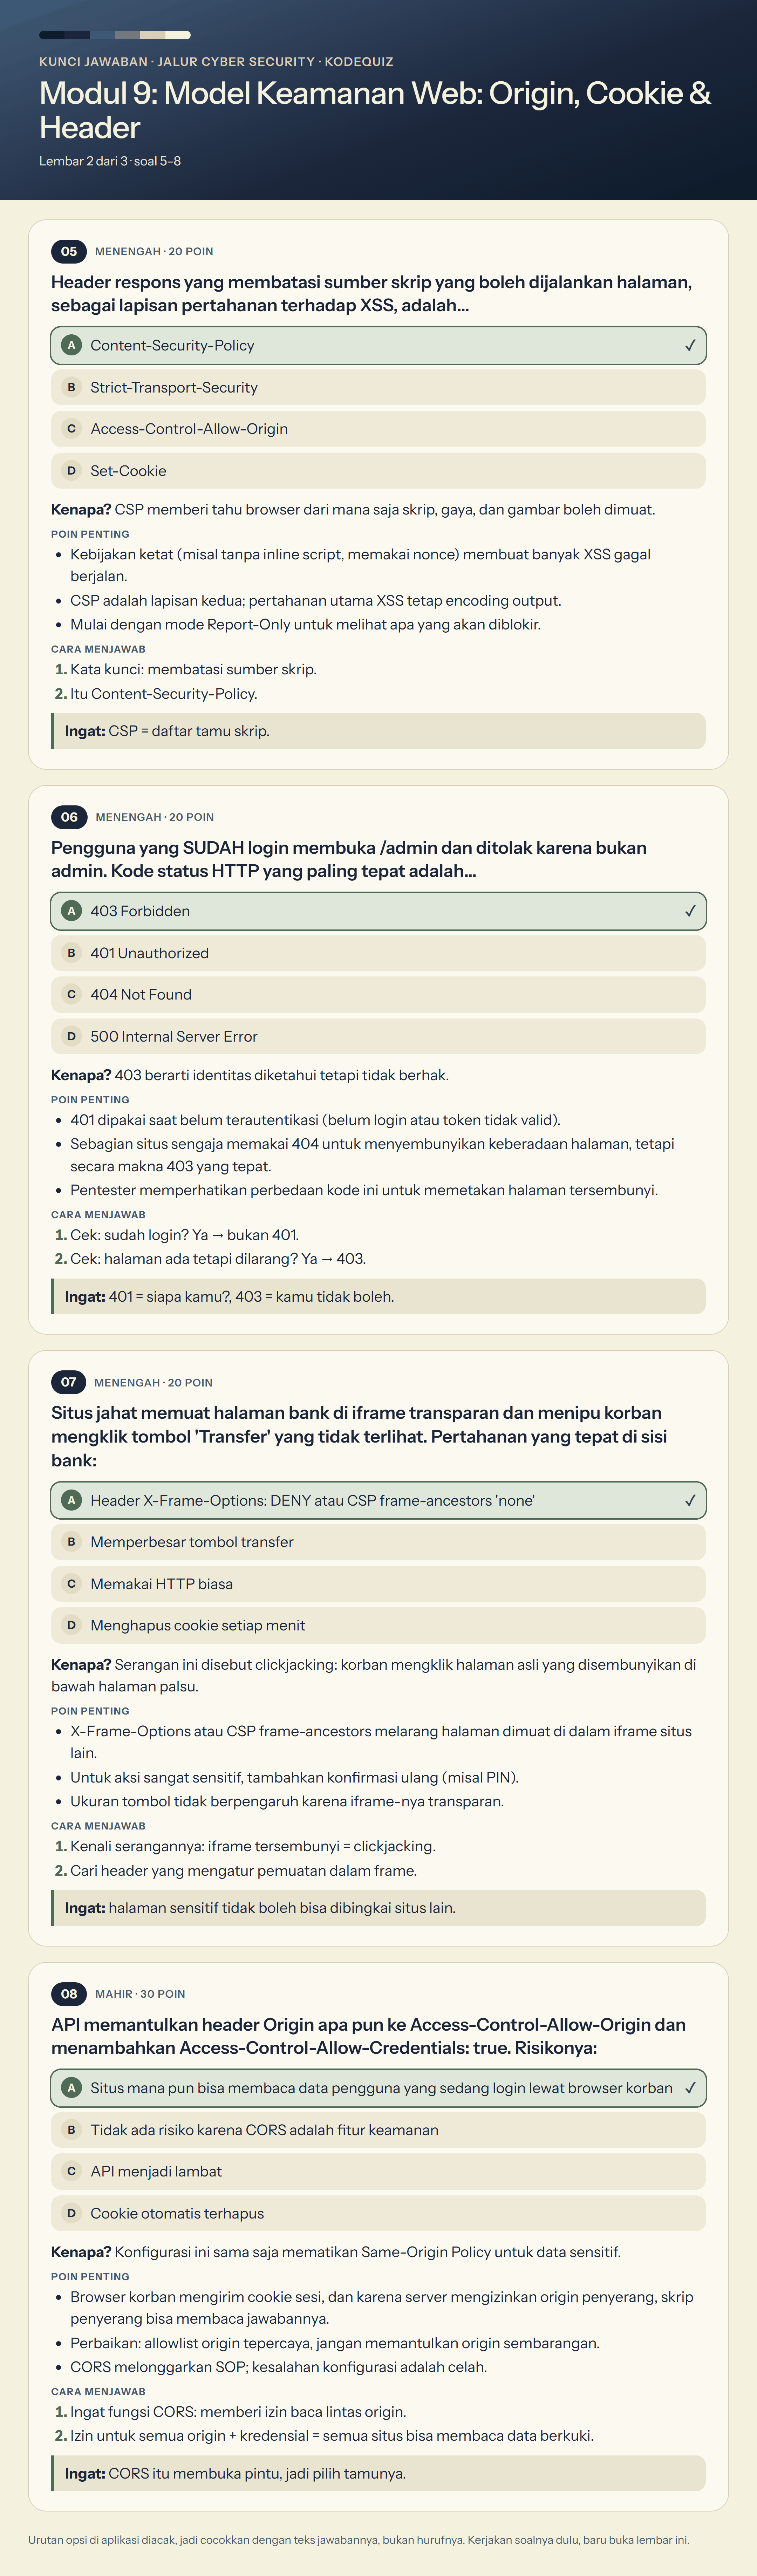 KUNCI JAWABAN · JALUR CYBER SECURITY · KODEQUIZ
Modul 9: Model Keamanan Web: Origin, Cookie &
Header
Lembar 2 dari 3 · soal 5–8
05 MENENGAH · 20 POIN
Header respons yang membatasi sumber skrip yang boleh dijalankan halaman,
sebagai lapisan pertahanan terhadap XSS, adalah...
A Content-Security-Policy ✓
B Strict-Transport-Security
C Access-Control-Allow-Origin
D Set-Cookie
Kenapa? CSP memberi tahu browser dari mana saja skrip, gaya, dan gambar boleh dimuat.
POIN PENTING
• Kebijakan ketat (misal tanpa inline script, memakai nonce) membuat banyak XSS gagal
berjalan.
• CSP adalah lapisan kedua; pertahanan utama XSS tetap encoding output.
• Mulai dengan mode Report-Only untuk melihat apa yang akan diblokir.
CARA MENJAWAB
1. Kata kunci: membatasi sumber skrip.
2. Itu Content-Security-Policy.
Ingat: CSP = daftar tamu skrip.
06 MENENGAH · 20 POIN
Pengguna yang SUDAH login membuka /admin dan ditolak karena bukan
admin. Kode status HTTP yang paling tepat adalah...
A 403 Forbidden ✓
B 401 Unauthorized
C 404 Not Found
D 500 Internal Server Error
Kenapa? 403 berarti identitas diketahui tetapi tidak berhak.
POIN PENTING
• 401 dipakai saat belum terautentikasi (belum login atau token tidak valid).
• Sebagian situs sengaja memakai 404 untuk menyembunyikan keberadaan halaman, tetapi
secara makna 403 yang tepat.
• Pentester memperhatikan perbedaan kode ini untuk memetakan halaman tersembunyi.
CARA MENJAWAB
1. Cek: sudah login? Ya → bukan 401.
2. Cek: halaman ada tetapi dilarang? Ya → 403.
Ingat: 401 = siapa kamu?, 403 = kamu tidak boleh.
07 MENENGAH · 20 POIN
Situs jahat memuat halaman bank di iframe transparan dan menipu korban
mengklik tombol 'Transfer' yang tidak terlihat. Pertahanan yang tepat di sisi
bank:
A Header X-Frame-Options: DENY atau CSP frame-ancestors 'none' ✓
B Memperbesar tombol transfer
C Memakai HTTP biasa
D Menghapus cookie setiap menit
Kenapa? Serangan ini disebut clickjacking: korban mengklik halaman asli yang disembunyikan di
bawah halaman palsu.
POIN PENTING
• X-Frame-Options atau CSP frame-ancestors melarang halaman dimuat di dalam iframe situs
lain.
• Untuk aksi sangat sensitif, tambahkan konfirmasi ulang (misal PIN).
• Ukuran tombol tidak berpengaruh karena iframe-nya transparan.
CARA MENJAWAB
1. Kenali serangannya: iframe tersembunyi = clickjacking.
2. Cari header yang mengatur pemuatan dalam frame.
Ingat: halaman sensitif tidak boleh bisa dibingkai situs lain.
08 MAHIR · 30 POIN
API memantulkan header Origin apa pun ke Access-Control-Allow-Origin dan
menambahkan Access-Control-Allow-Credentials: true. Risikonya:
A Situs mana pun bisa membaca data pengguna yang sedang login lewat browser korban ✓
B Tidak ada risiko karena CORS adalah fitur keamanan
C API menjadi lambat
D Cookie otomatis terhapus
Kenapa? Konfigurasi ini sama saja mematikan Same-Origin Policy untuk data sensitif.
POIN PENTING
• Browser korban mengirim cookie sesi, dan karena server mengizinkan origin penyerang, skrip
penyerang bisa membaca jawabannya.
• Perbaikan: allowlist origin tepercaya, jangan memantulkan origin sembarangan.
• CORS melonggarkan SOP; kesalahan konfigurasi adalah celah.
CARA MENJAWAB
1. Ingat fungsi CORS: memberi izin baca lintas origin.
2. Izin untuk semua origin + kredensial = semua situs bisa membaca data berkuki.
Ingat: CORS itu membuka pintu, jadi pilih tamunya.
Urutan opsi di aplikasi diacak, jadi cocokkan dengan teks jawabannya, bukan hurufnya. Kerjakan soalnya dulu, baru buka lembar ini.